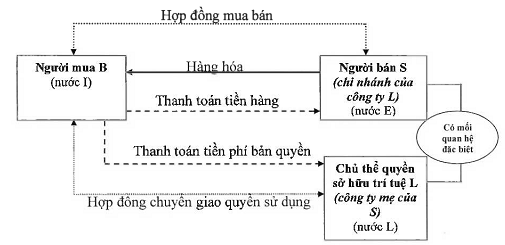 Hợp đồng mua bán
Người mua B
(nước I)
Hàng hóa
Người bán S
(chi nhánh của
công ty L)
(nước E)
Thanh toán tiền hàng
Có mối
quan hệ
đăc biêt
Thanh toán tiền phí bản quyền
Chủ thể quyền
sở hữu trí tuệ L
(công ty mẹ của
S)
(nước L)
Hợp đồng chuyển giao quyền sử dụng